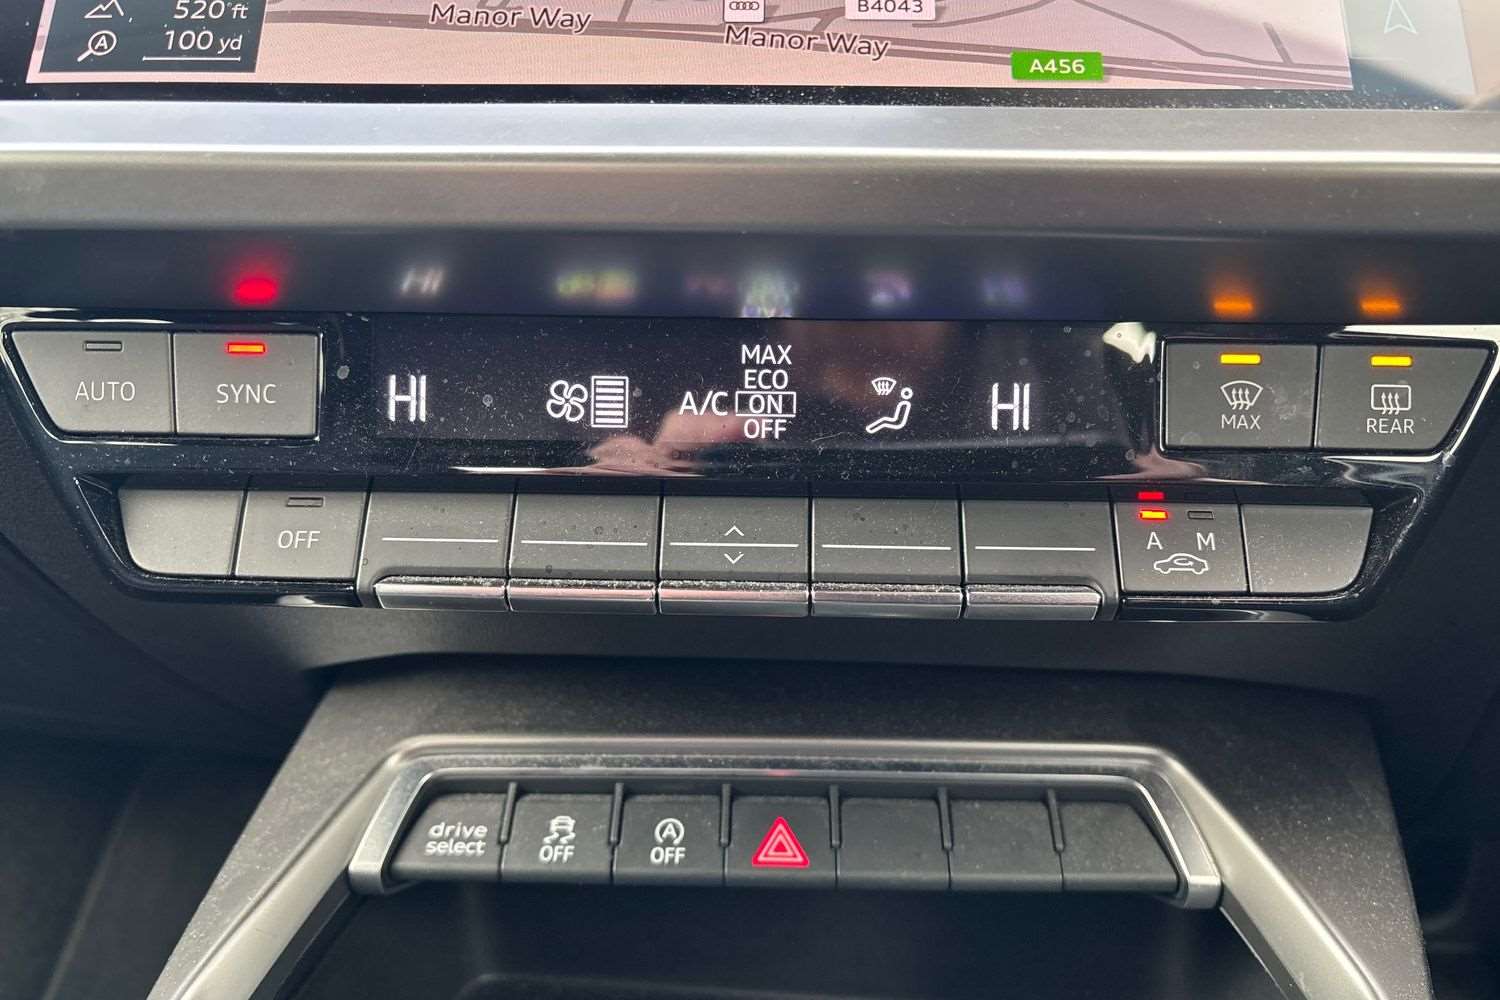 520 ft
100 yd
A
Manor Way
B4043
Manor Way
A456
AUTO
SYNC
HI
A/C
MAX
ECO
ON
OFF
HI
MAX
REAR
OFF
A M
drive
select
OFF
A
OFF